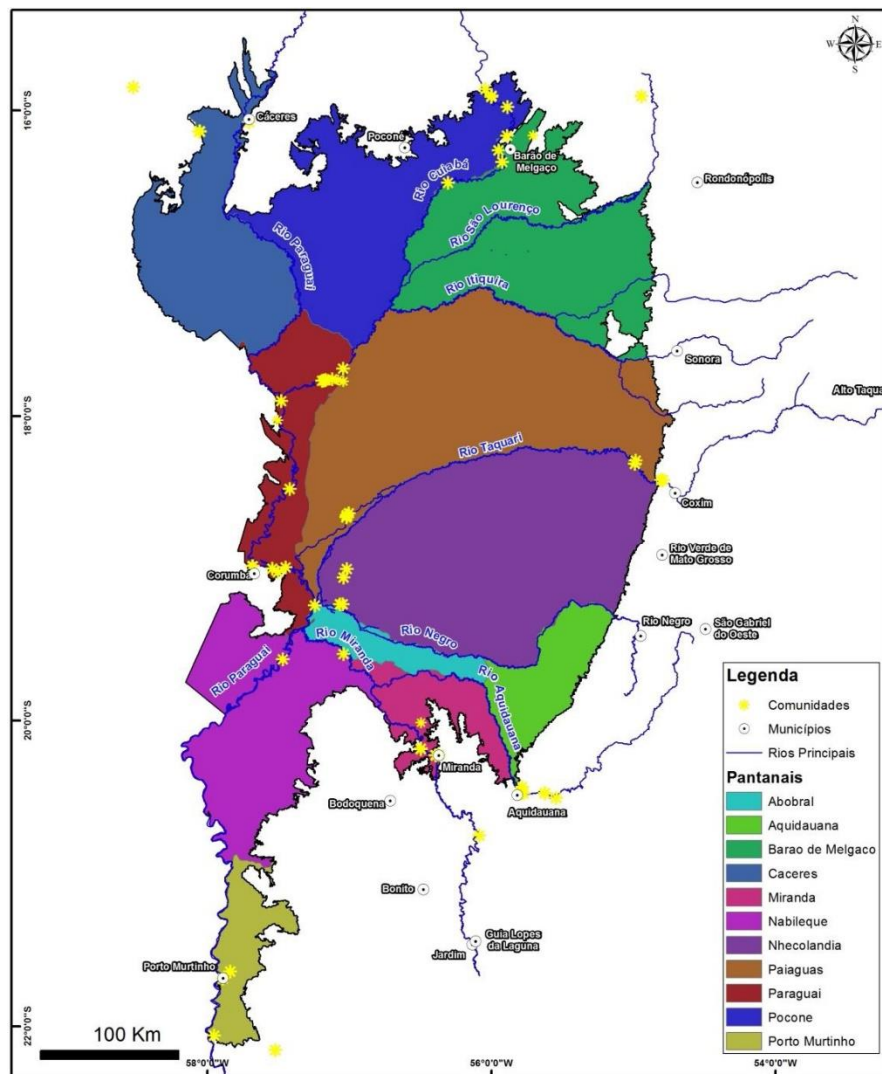 N
W
E
S
16°0'0"S
18°0'0"S
20°0'0"S
22°0'0"S
Cáceres
Poconé
Rio Cuiabá
Barão de
Melgaço
Rondonópolis
Rio São Lourenço
Rio Paraguai
Rio Itiquira
Sonora
Alto Taqua
Rio Taquari
Coxim
Rio Verde de
Mato Grosso
Corumbá
Rio Negro
São Gabriel
do Oeste
Rio Negro
Rio Miranda
Rio Paraguai
Rio Aquidauana
Miranda
Bodoquena
Aquidauana
Bonito
Guia Lopes
da Laguna
Jardim
Porto Murtinho
100 Km
58°0'0"W
56°0'0"W
54°0'0"W
Legenda
Comunidades
Municípios
Rios Principais
Pantanais
Abobral
Aquidauana
Barao de Melgaco
Caceres
Miranda
Nabileque
Nhecolandia
Paiaguas
Paraguai
Pocone
Porto Murtinho